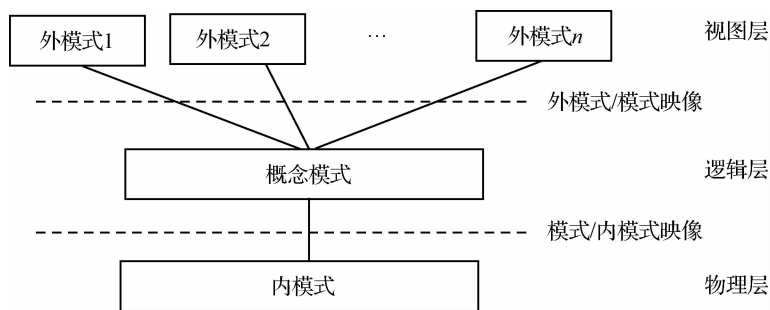 外模式1 外模式2 … 外模式n 视图层
外模式/模式映像
概念模式 逻辑层
模式/内模式映像
内模式 物理层